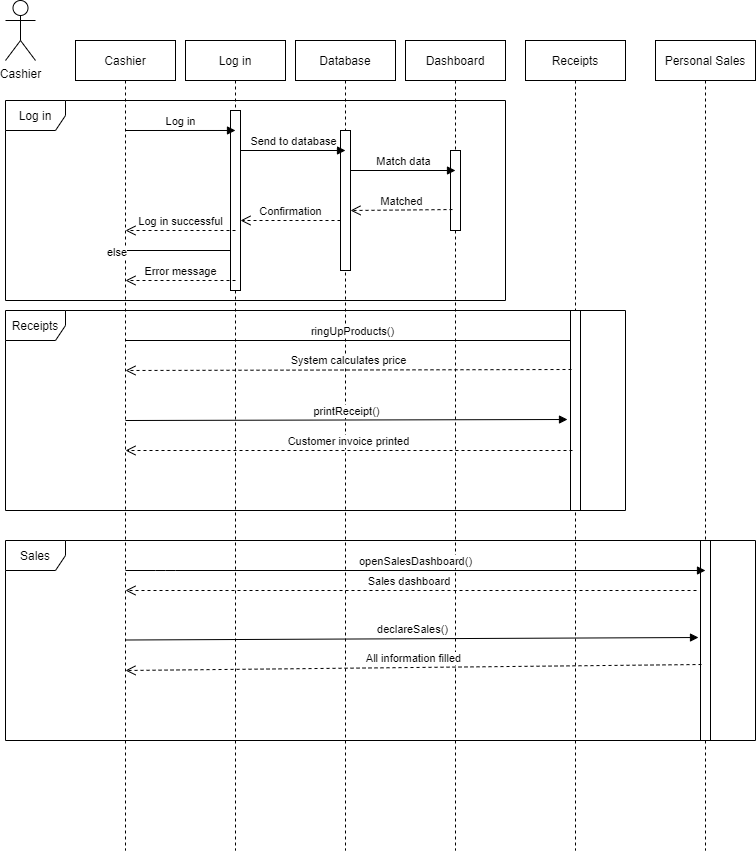 Cashier
Cashier
Log in
Database
Dashboard
Receipts
Personal Sales
Log in
Log in
Send to database
Match data
Matched
Confirmation
Log in successful
else
Error message
Receipts
ringUpProducts()
System calculates price
printReceipt()
Customer invoice printed
Sales
openSalesDashboard()
Sales dashboard
declareSales()
All information filled